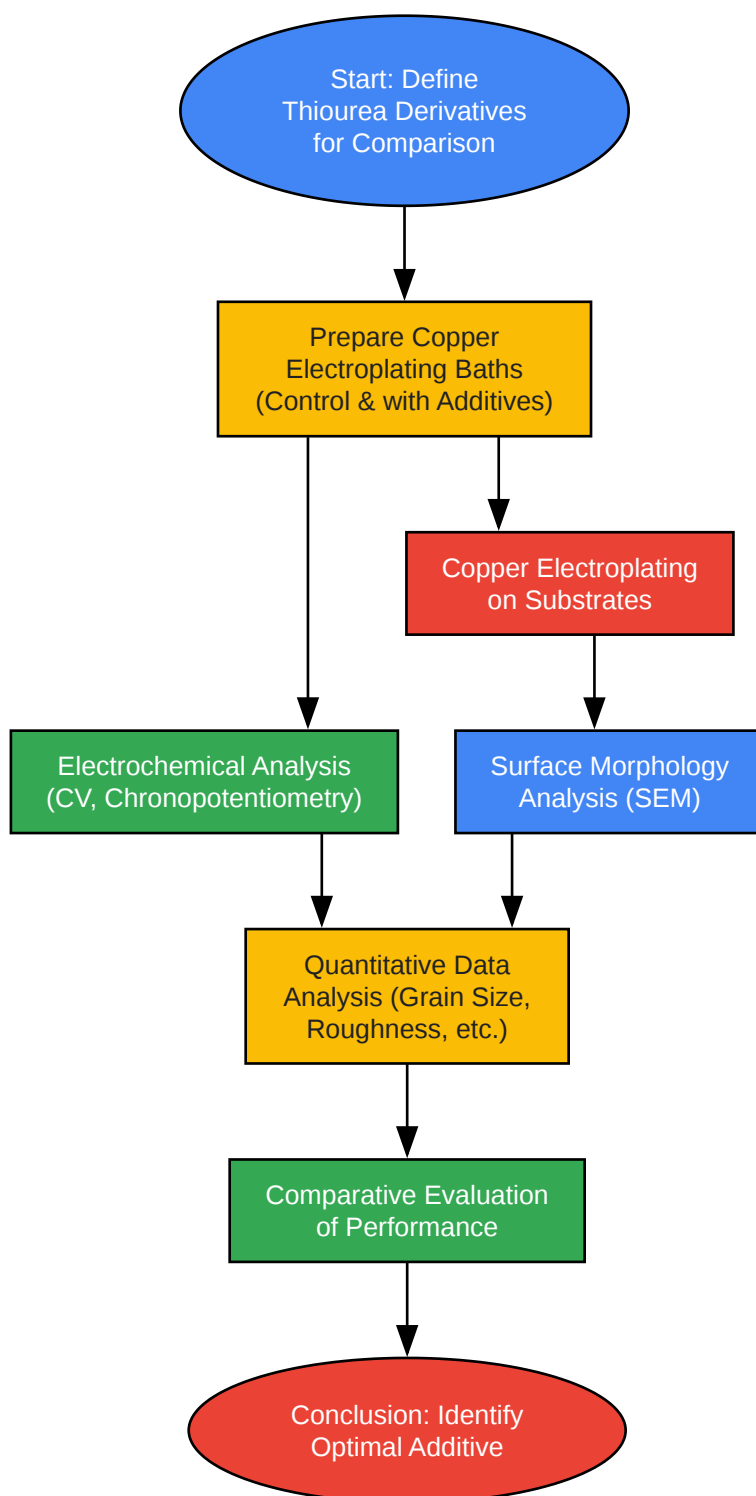 Start: Define
Thiourea Derivatives
for Comparison
Prepare Copper
Electroplating Baths
(Control & with Additives)
Copper Electroplating
on Substrates
Electrochemical Analysis
(CV, Chronopotentiometry)
Surface Morphology
Analysis (SEM)
Quantitative Data
Analysis (Grain Size,
Roughness, etc.)
Comparative Evaluation
of Performance
Conclusion: Identify
Optimal Additive